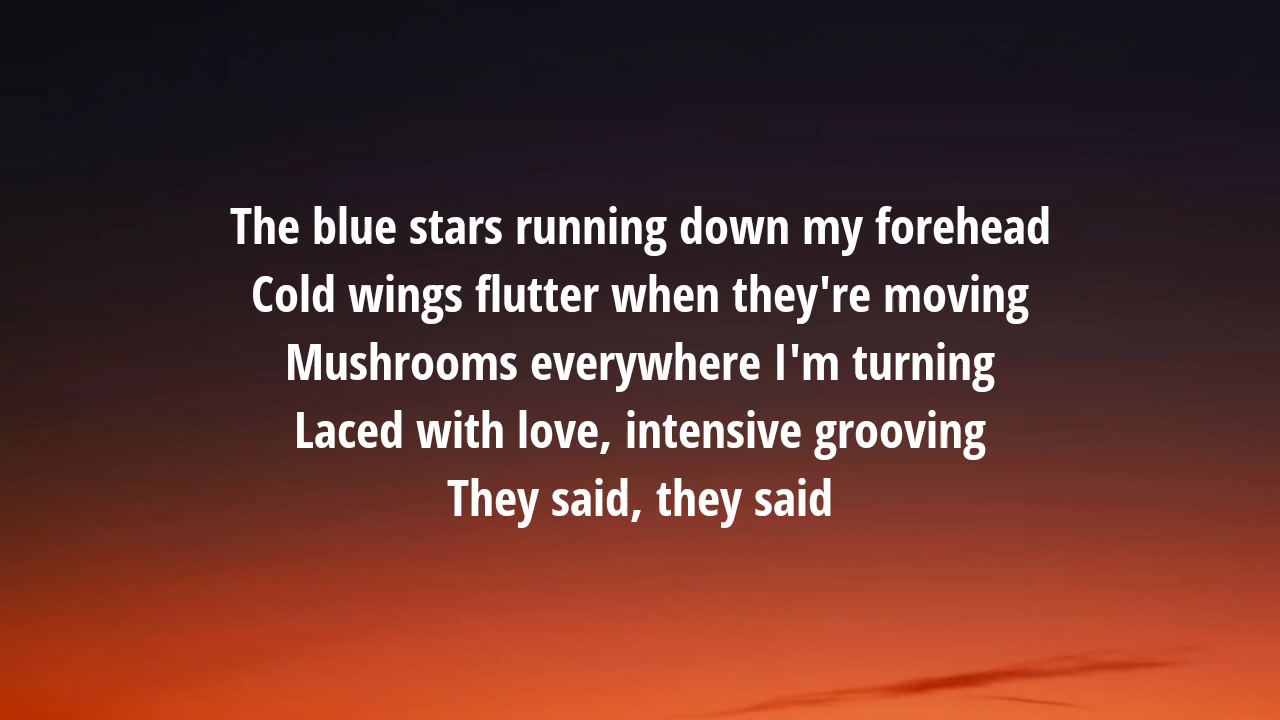 The blue stars running down my forehead
Cold wings flutter when they're moving
Mushrooms everywhere I'm turning
Laced with love, intensive grooving
They said, they said